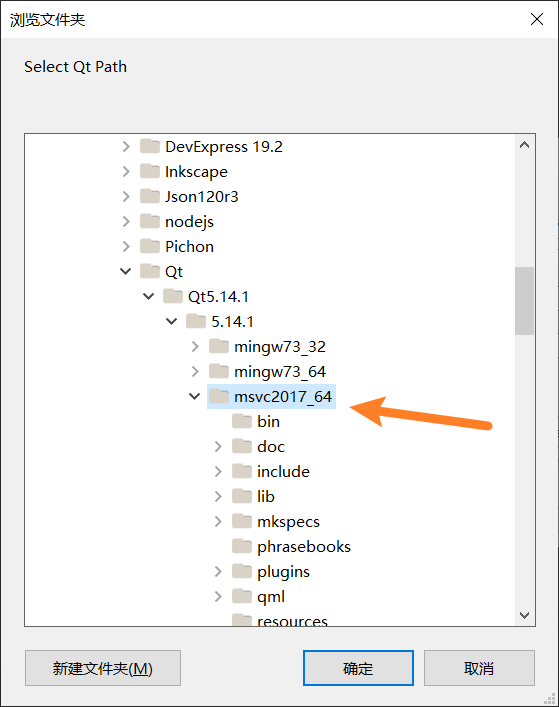 浏览文件夹
Select Qt Path
DevExpress 19.2
Inkscape
Json120r3
nodejs
Pichon
Qt
Qt5.14.1
5.14.1
mingw73_32
mingw73_64
msvc2017_64
bin
doc
include
lib
mkspecs
phrasebooks
plugins
qml
resources
新建文件夹(M)
确定
取消